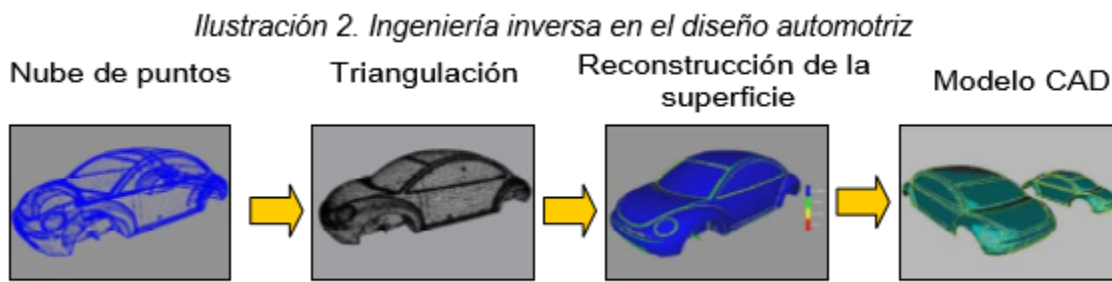 Ilustración 2. Ingeniería inversa en el diseño automotriz
Nube de puntos
Triangulación
Reconstrucción de la
superficie
Modelo CAD